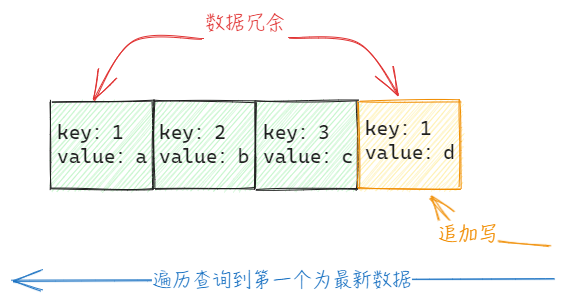 数据冗余
key: 1
value: a
key: 2
value: b
key: 3
value: c
key: 1
value: d
追加写
遍历查询到第一个为最新数据